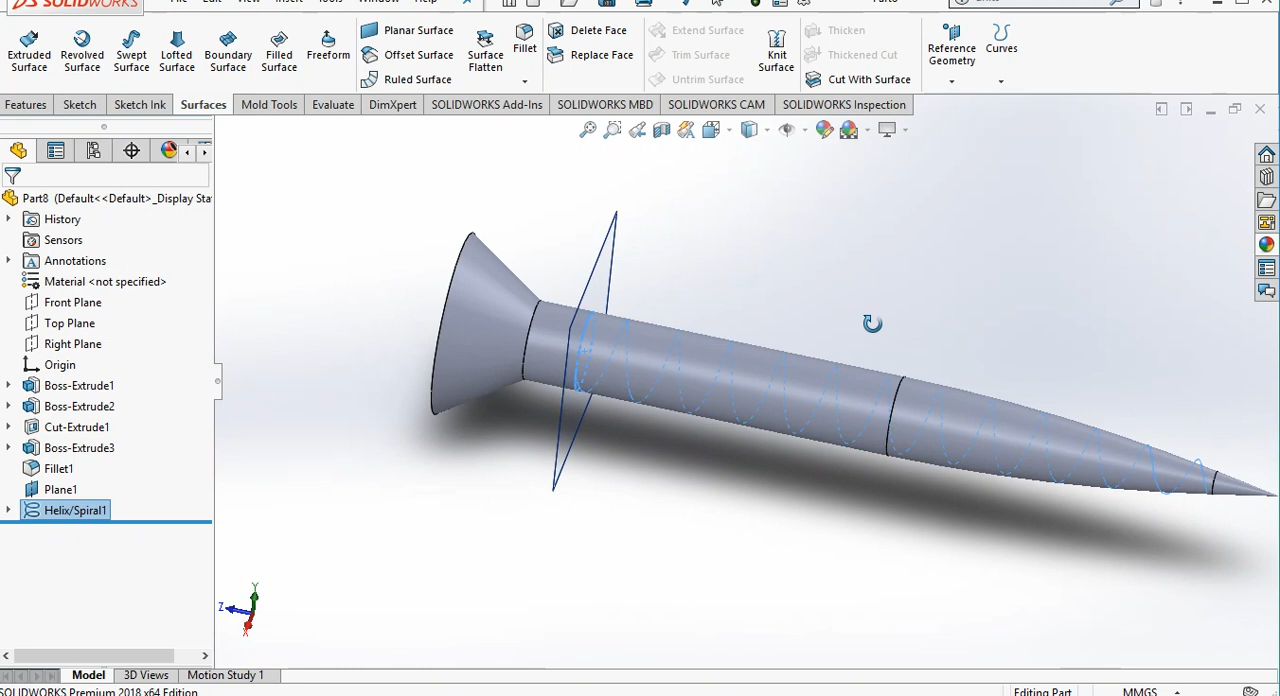 SOLIDWORKS
Extruded Surface
Revolved Surface
Swept Surface
Lofted Surface
Boundary Surface
Filled Surface
Freeform
Planar Surface
Offset Surface
Ruled Surface
Surface Flatten
Fillet
Delete Face
Replace Face
Extend Surface
Trim Surface
Untrim Surface
Knit Surface
Thicken
Thickened Cut
Cut With Surface
Reference Geometry
Curves
Features Sketch Sketch Ink Surfaces Mold Tools Evaluate DimXpert SOLIDWORKS Add-Ins SOLIDWORKS MBD SOLIDWORKS CAM SOLIDWORKS Inspection
Part8 (Default<<Default>_Display Sta
History
Sensors
Annotations
Material <not specified>
Front Plane
Top Plane
Right Plane
Origin
Boss-Extrude1
Boss-Extrude2
Cut-Extrude1
Boss-Extrude3
Fillet1
Plane1
Helix/Spiral1
Y
Z
X
Model 3D Views Motion Study 1
SOLIDWORKS Premium 2018 x64 Edition
Editing Part
MMGS